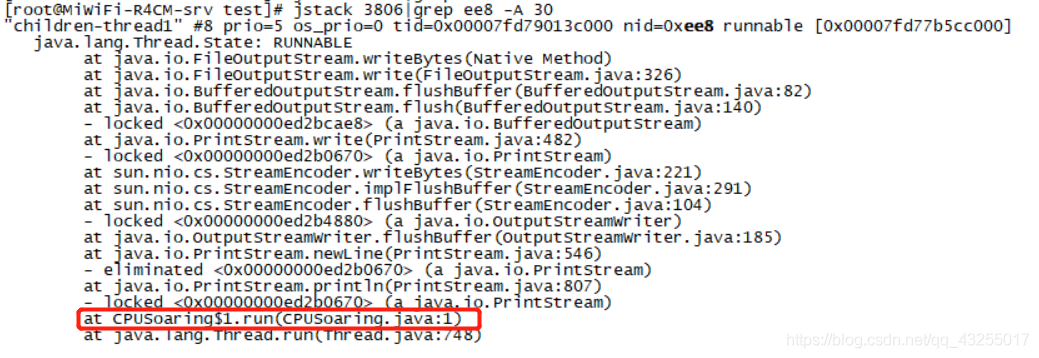 [root@MiWiFi-R4CM-srv test]# jstack 3806|grep ee8 -A 30
"children-thread1" #8 prio=5 os_prio=0 tid=0x00007fd79013c000 nid=0xee8 runnable [0x00007fd77b5cc000]
java.lang.Thread.State: RUNNABLE
at java.io.FileOutputStream.writeBytes(Native Method)
at java.io.FileOutputStream.write(FileOutputStream.java:326)
at java.io.BufferedOutputStream.flushBuffer(BufferedOutputStream.java:82)
at java.io.BufferedOutputStream.flush(BufferedOutputStream.java:140)
- locked <0x00000000ed2bcae8> (a java.io.BufferedOutputStream)
at java.io.PrintStream.write(PrintStream.java:482)
- locked <0x00000000ed2b0670> (a java.io.PrintStream)
at sun.nio.cs.StreamEncoder.writeBytes(StreamEncoder.java:221)
at sun.nio.cs.StreamEncoder.implFlushBuffer(StreamEncoder.java:291)
at sun.nio.cs.StreamEncoder.flushBuffer(StreamEncoder.java:104)
- locked <0x00000000ed2b4880> (a java.io.OutputStreamWriter)
at java.io.OutputStreamWriter.flushBuffer(OutputStreamWriter.java:185)
at java.io.PrintStream.newLine(PrintStream.java:546)
- eliminated <0x00000000ed2b0670> (a java.io.PrintStream)
at java.io.PrintStream.println(PrintStream.java:807)
- locked <0x00000000ed2b0670> (a java.io.PrintStream)
at CPUSoaring$1.run(CPUSoaring.java:1)
at java.lang.Thread.run(Thread.java:748)
https://blog.csdn.net/qq_43255017